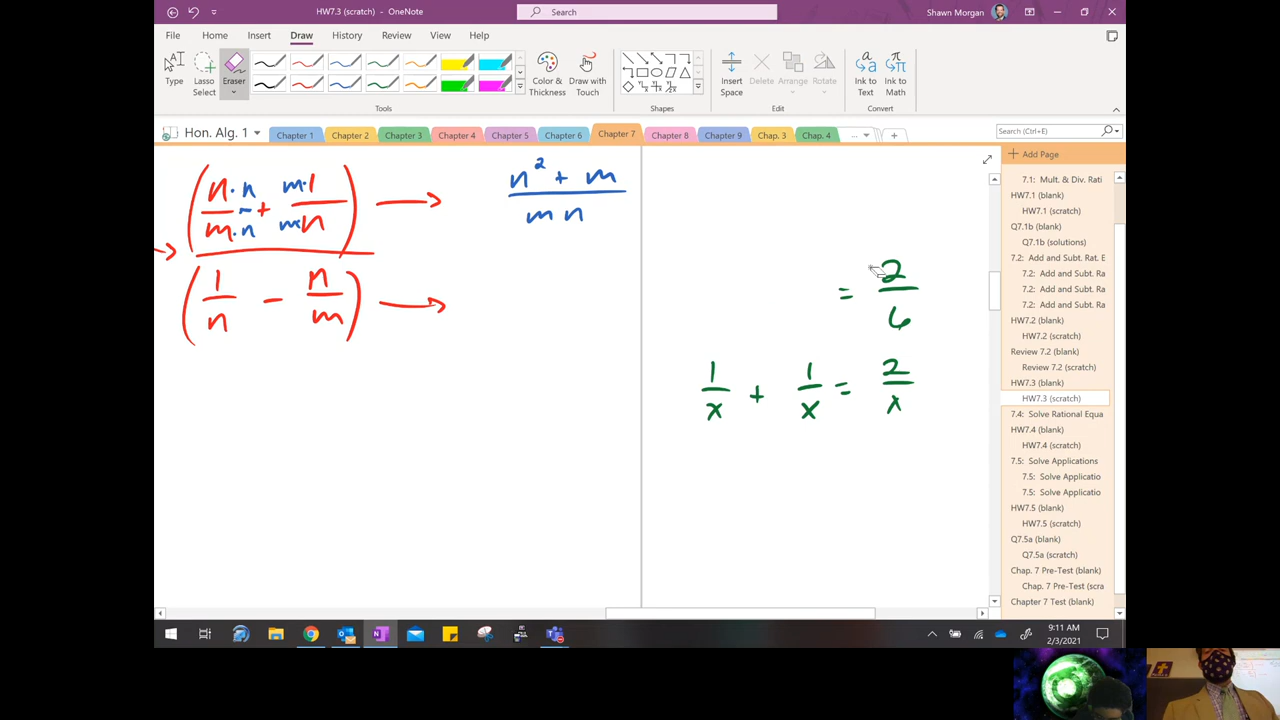 HW7.3 (scratch) - OneNote
Search
Shawn Morgan
File Home Insert Draw History Review View Help
Type
Lasso Select
Eraser
Color & Thickness
Draw with Touch
Insert Space
Delete
Arrange
Rotate
Ink to Text
Ink to Math
Tools
Shapes
Edit
Convert
Hon. Alg. 1
Chapter 1 Chapter 2 Chapter 3 Chapter 4 Chapter 5 Chapter 6 Chapter 7 Chapter 8 Chapter 9 Chap. 3 Chap. 4 ...
Search (Ctrl+E)
Add Page
7.1: Mult. & Div. Rati
HW7.1 (blank)
HW7.1 (scratch)
Q7.1b (blank)
Q7.1b (solutions)
7.2: Add and Subt. Rat. E
7.2: Add and Subt. Ra
7.2: Add and Subt. Ra
7.2: Add and Subt. Ra
HW7.2 (blank)
HW7.2 (scratch)
Review 7.2 (blank)
Review 7.2 (scratch)
HW7.3 (blank)
HW7.3 (scratch)
7.4: Solve Rational Equa
HW7.4 (blank)
HW7.4 (scratch)
7.5: Solve Applications
7.5: Solve Applicatio
7.5: Solve Applicatio
HW7.5 (blank)
HW7.5 (scratch)
Q7.5a (blank)
Q7.5a (scratch)
Chap. 7 Pre-Test (blank)
Chap. 7 Pre-Test (scra
Chapter 7 Test (blank)
(n·n/m·n + m·1/m n) → n² + m / m n
(1/n - n/m) →
= 2/6
1/x + 1/x = 2/x
9:11 AM
2/3/2021